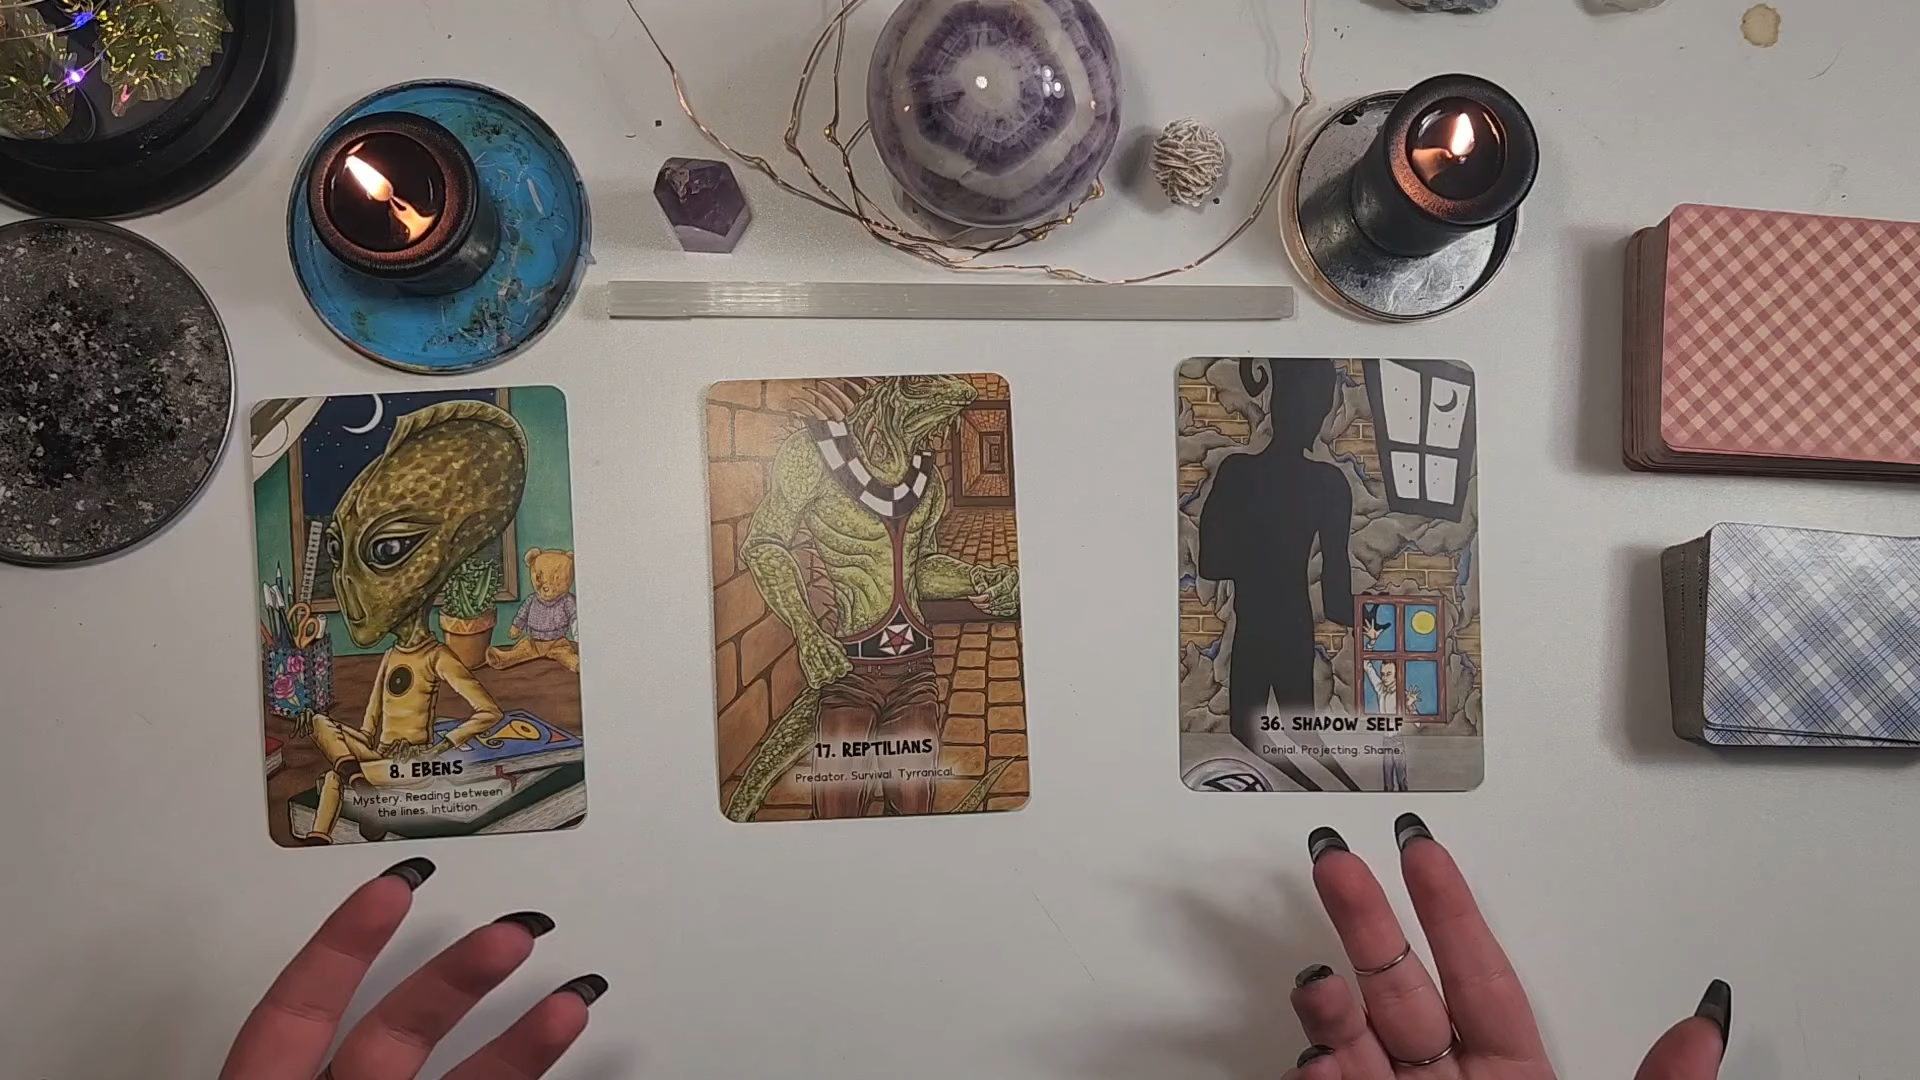 8. EBENS
Mystery. Reading between
the lines. Intuition.
17. REPTILIANS
Predator. Survival. Tyrranical.
36. SHADOW SELF
Denial. Projecting. Shame.